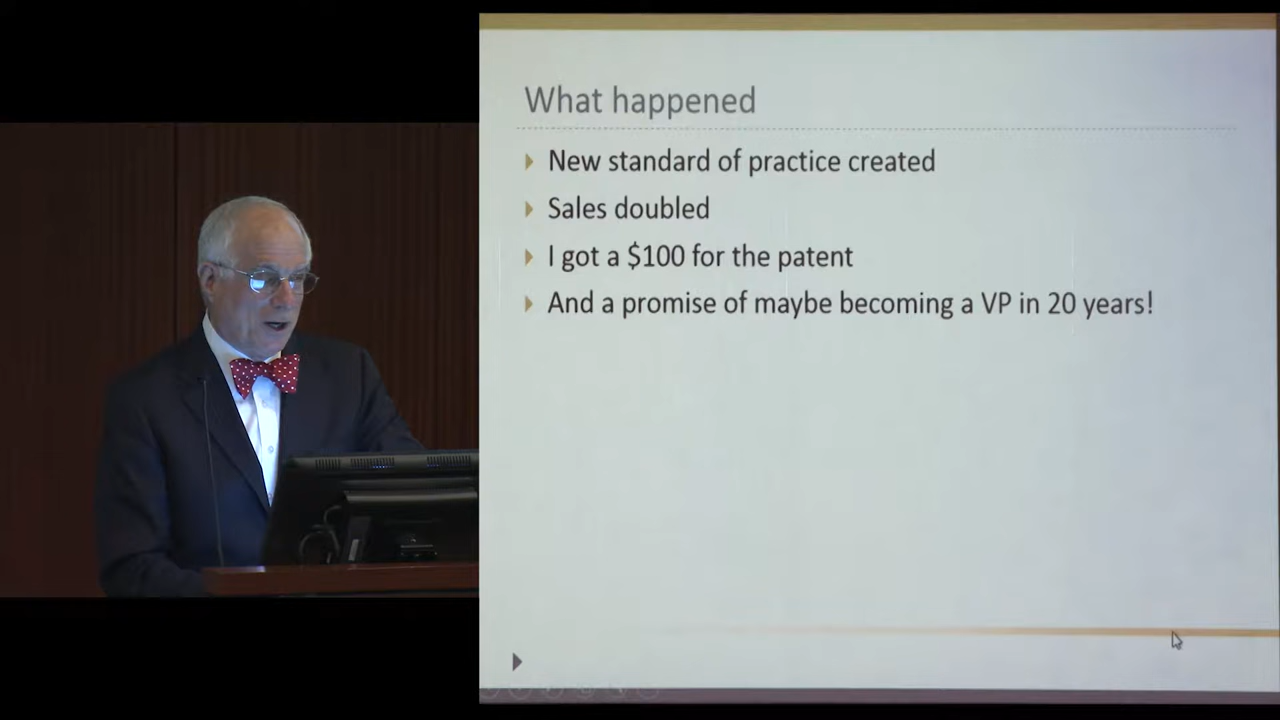 What happened
New standard of practice created
Sales doubled
I got a $100 for the patent
And a promise of maybe becoming a VP in 20 years!